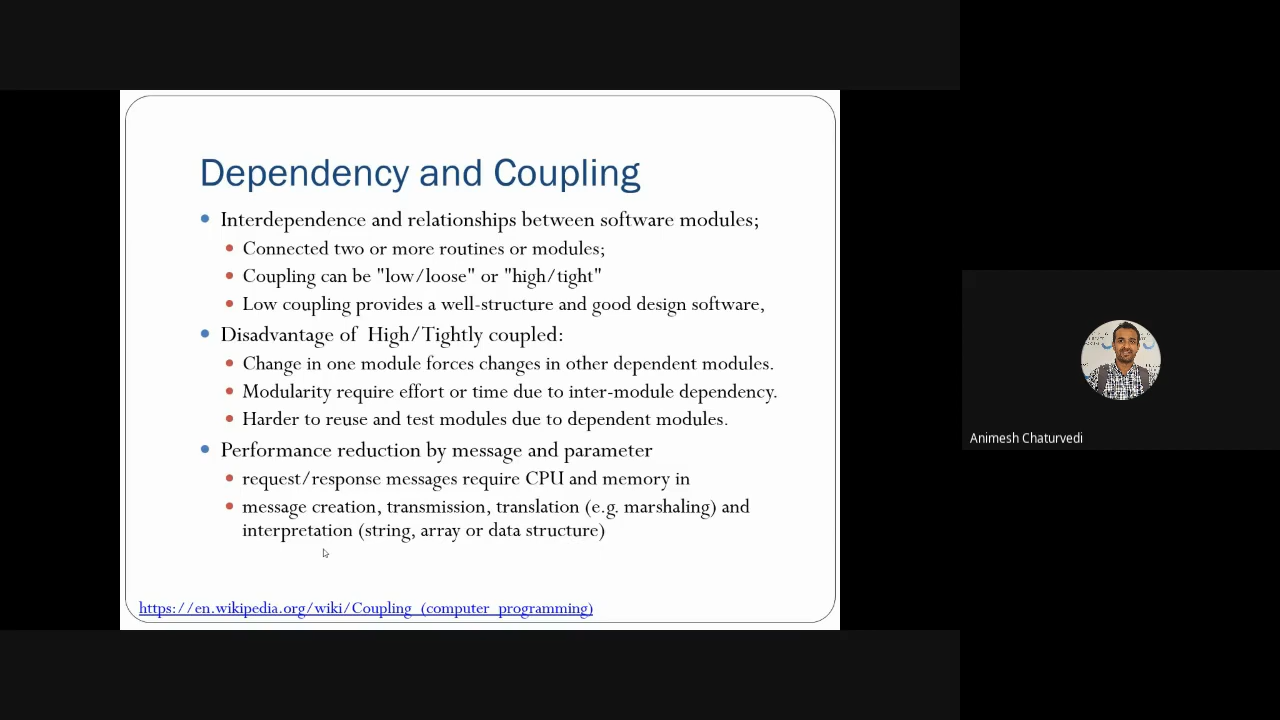 Dependency and Coupling
Interdependence and relationships between software modules;
Connected two or more routines or modules;
Coupling can be "low/loose" or "high/tight"
Low coupling provides a well-structure and good design software,
Disadvantage of High/Tightly coupled:
Change in one module forces changes in other dependent modules.
Modularity require effort or time due to inter-module dependency.
Harder to reuse and test modules due to dependent modules.
Performance reduction by message and parameter
request/response messages require CPU and memory in
message creation, transmission, translation (e.g. marshaling) and
interpretation (string, array or data structure)
https://en.wikipedia.org/wiki/Coupling_(computer_programming)
Animesh Chaturvedi